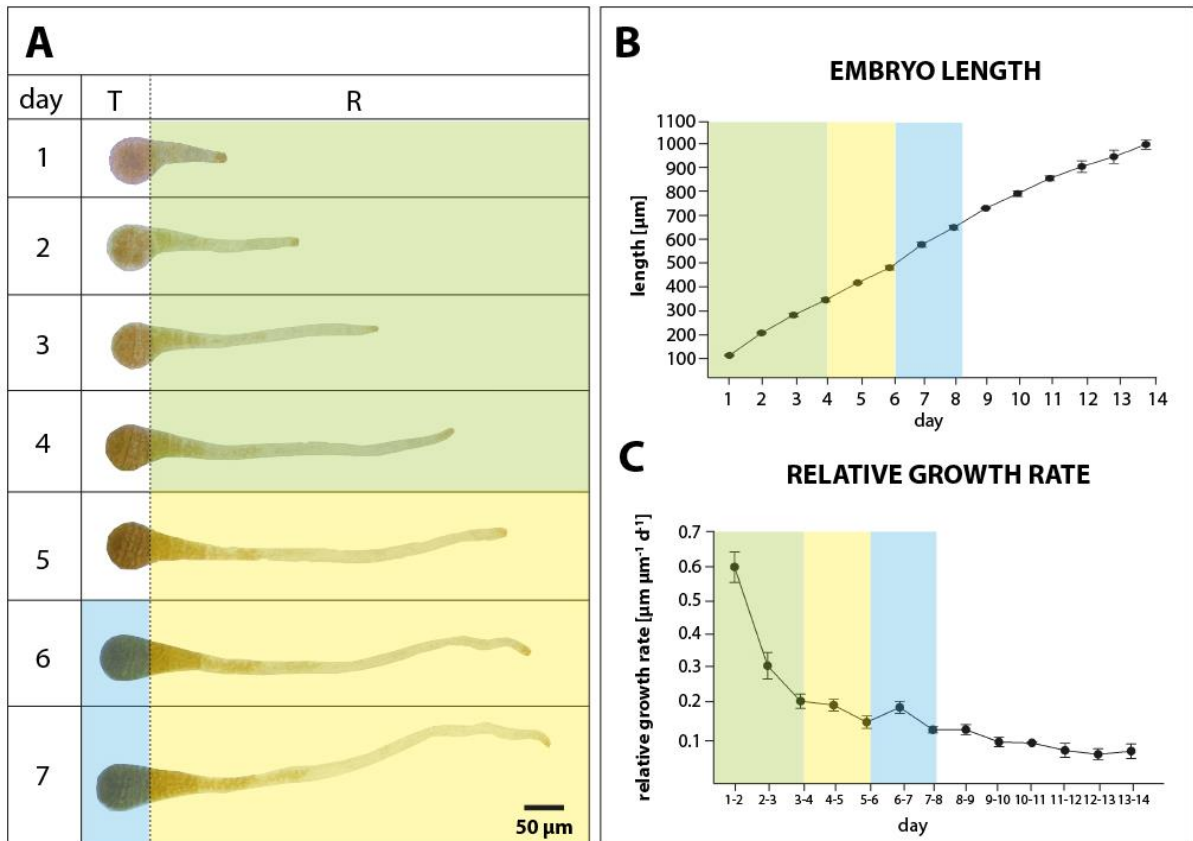 A
day T R
1
2
3
4
5
6
7
50 µm
B
EMBRYO LENGTH
length [µm]
1100
1000
900
800
700
600
500
400
300
200
100
1 2 3 4 5 6 7 8 9 10 11 12 13 14
day
C
RELATIVE GROWTH RATE
relative growth rate [µm µm⁻¹ d⁻¹]
0.7
0.6
0.5
0.4
0.3
0.2
0.1
1-2 2-3 3-4 4-5 5-6 6-7 7-8 8-9 9-10 10-11 11-12 12-13 13-14
day